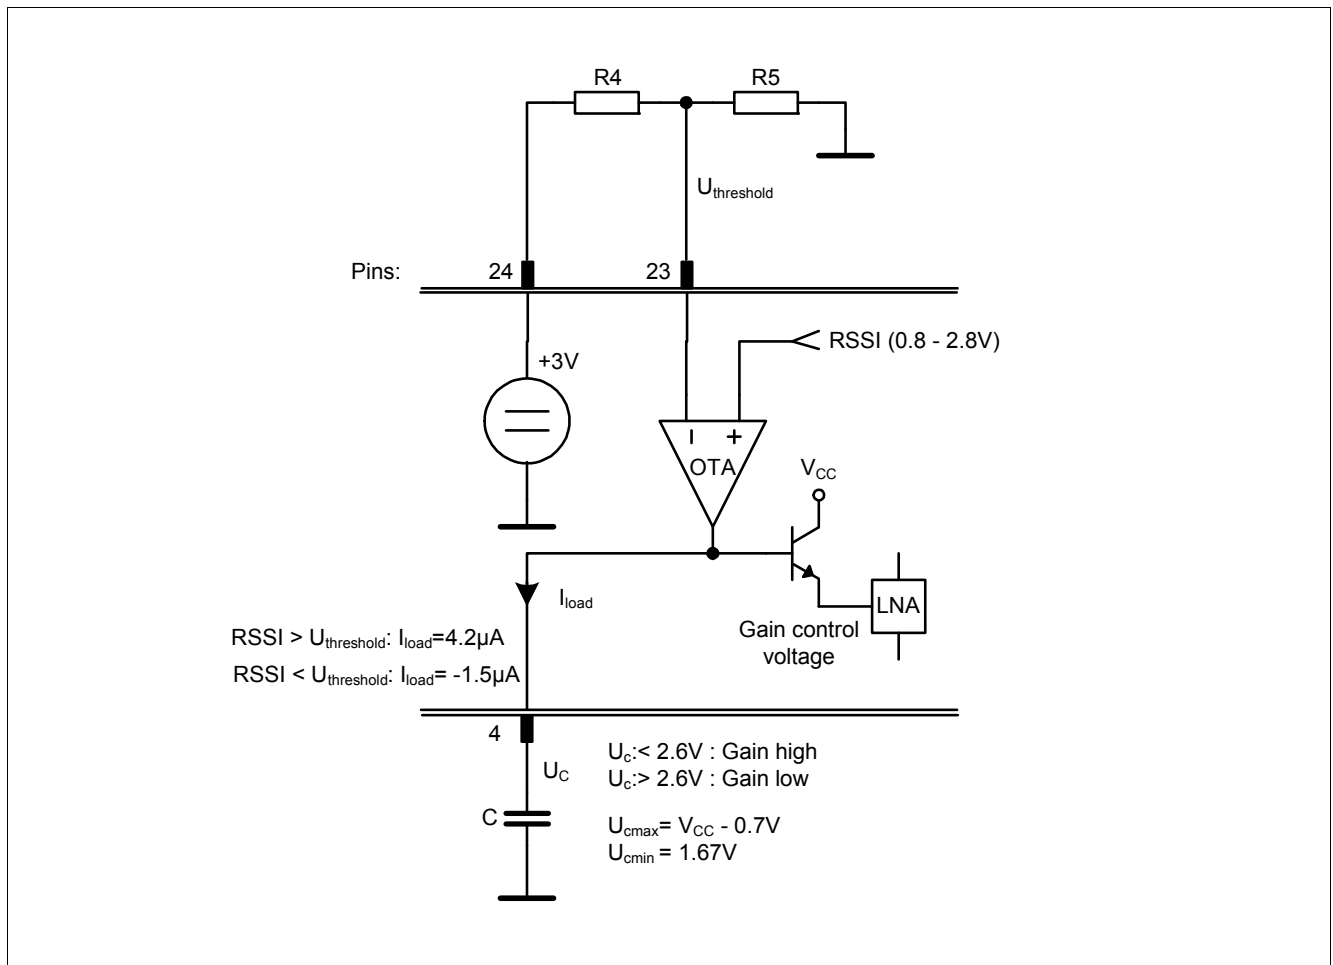 R4
R5
Uthreshold
Pins:
24
23
RSSI (0.8 - 2.8V)
+3V
- +
OTA
VCC
Iload
LNA
Gain control
voltage
RSSI > Uthreshold: Iload=4.2µA
RSSI < Uthreshold: Iload= -1.5µA
4
UC
Uc:< 2.6V : Gain high
Uc:> 2.6V : Gain low
C
Ucmax= VCC - 0.7V
Ucmin = 1.67V